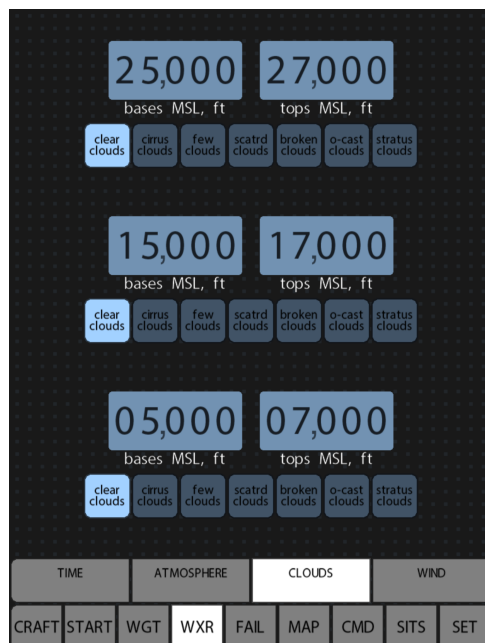 25,000 27,000
bases MSL, ft tops MSL, ft
clear cirrus few scatrd broken o-cast stratus
clouds clouds clouds clouds clouds clouds clouds
15,000 17,000
bases MSL, ft tops MSL, ft
clear cirrus few scatrd broken o-cast stratus
clouds clouds clouds clouds clouds clouds clouds
05,000 07,000
bases MSL, ft tops MSL, ft
clear cirrus few scatrd broken o-cast stratus
clouds clouds clouds clouds clouds clouds clouds
TIME ATMOSPHERE CLOUDS WIND
CRAFT START WGT WXR FAIL MAP CMD SITS SET